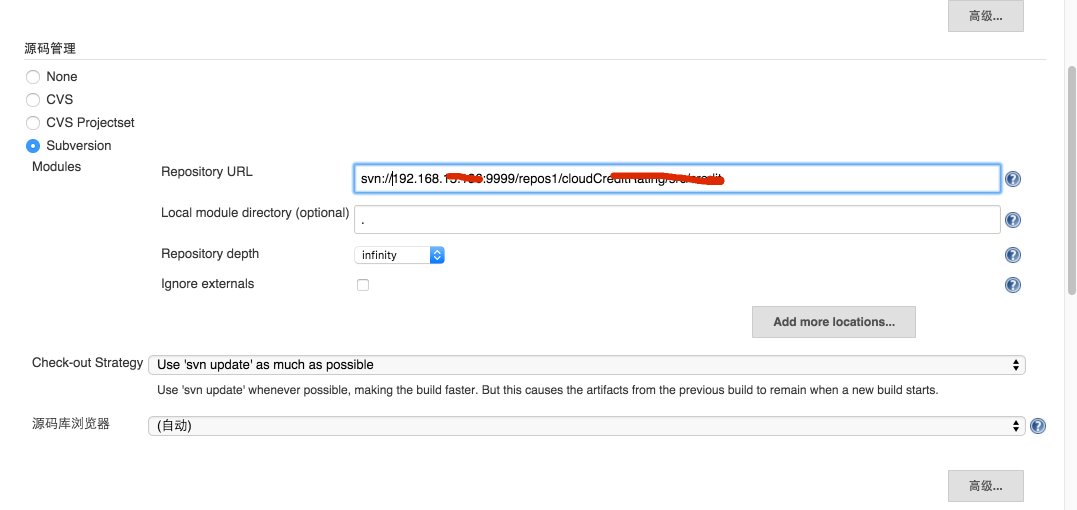 高级...
源码管理
None
CVS
CVS Projectset
Subversion
Modules
Repository URL
svn://192.168. :9999/repos1/cloudCre
Local module directory (optional)
.
Repository depth
infinity
Ignore externals
Add more locations...
Check-out Strategy
Use 'svn update' as much as possible
Use 'svn update' whenever possible, making the build faster. But this causes the artifacts from the previous build to remain when a new build starts.
源码库浏览器
(自动)
高级...